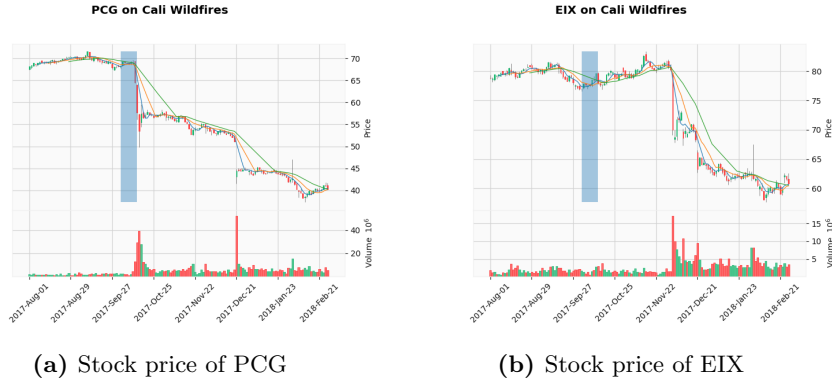 PCG on Cali Wildfires
70
65
60
55
50
45
40
Price
40
20
Volume 10^6
2017-Aug-01
2017-Aug-29
2017-Sep-27
2017-Oct-25
2017-Nov-22
2017-Dec-21
2018-Jan-23
2018-Feb-21
(a) Stock price of PCG
EIX on Cali Wildfires
80
75
70
65
60
Price
15
10
5
Volume 10^6
2017-Aug-01
2017-Aug-29
2017-Sep-27
2017-Oct-25
2017-Nov-22
2017-Dec-21
2018-Jan-23
2018-Feb-21
(b) Stock price of EIX